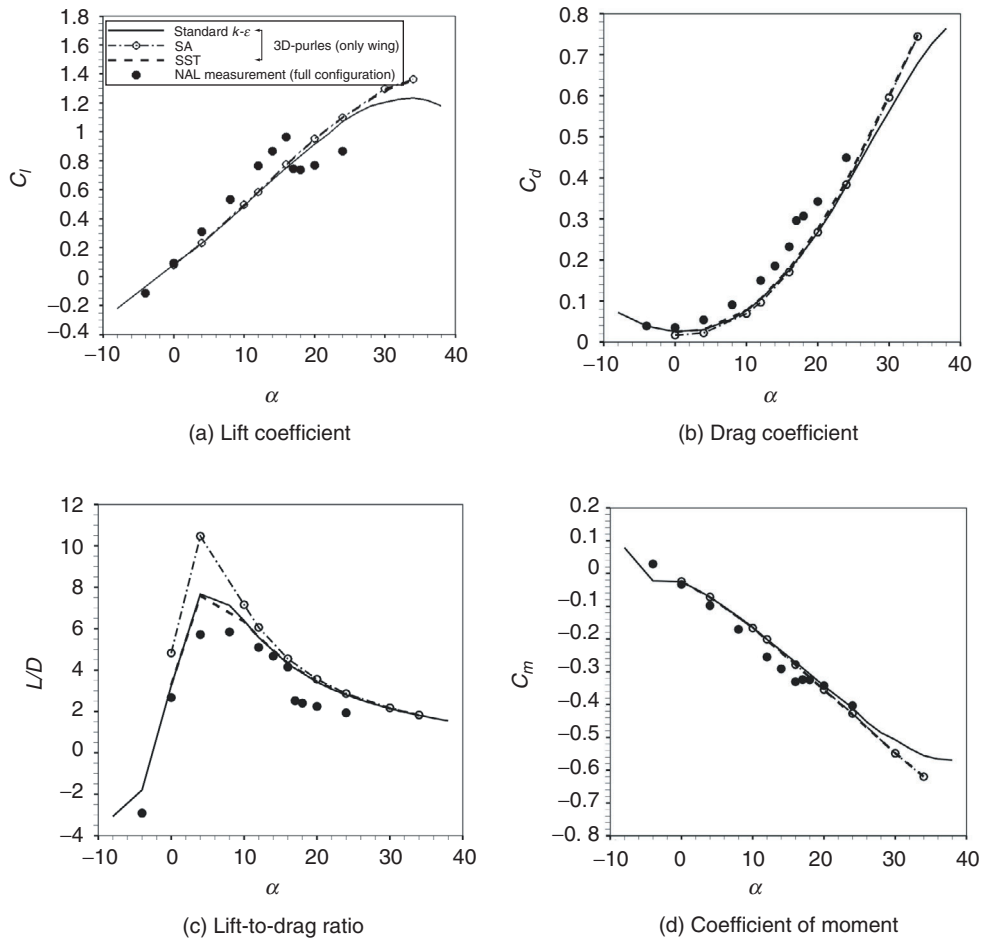 1.8
1.6
1.4
1.2
1
0.8
0.6
0.4
0.2
0
−0.2
−0.4
C_l
Standard k-ε
SA
SST
3D-purles (only wing)
NAL measurement (full configuration)
−10 0 10 20 30 40
α
(a) Lift coefficient
0.8
0.7
0.6
0.5
0.4
0.3
0.2
0.1
0
C_d
−10 0 10 20 30 40
α
(b) Drag coefficient
12
10
8
6
4
2
0
−2
−4
L/D
−10 0 10 20 30 40
α
(c) Lift-to-drag ratio
0.2
0.1
0
−0.1
−0.2
−0.3
−0.4
−0.5
−0.6
−0.7
−0. 8
C_m
−10 0 10 20 30 40
α
(d) Coefficient of moment